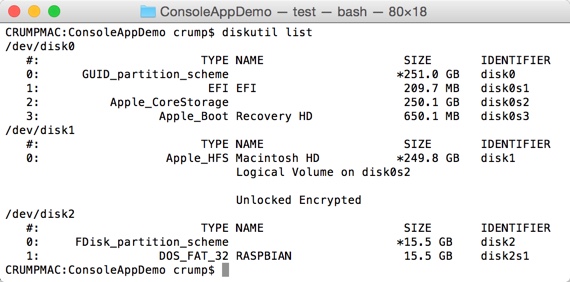 ConsoleAppDemo — test — bash — 80×18
CRUMPMAC:ConsoleAppDemo crump$ diskutil list
/dev/disk0
   #:                       TYPE NAME                    SIZE       IDENTIFIER
   0:      GUID_partition_scheme                        *251.0 GB   disk0
   1:                        EFI EFI                     209.7 MB   disk0s1
   2:          Apple_CoreStorage                         250.1 GB   disk0s2
   3:                 Apple_Boot Recovery HD             650.1 MB   disk0s3
/dev/disk1
   #:                       TYPE NAME                    SIZE       IDENTIFIER
   0:                  Apple_HFS Macintosh HD           *249.8 GB   disk1
                                 Logical Volume on disk0s2
                                 Unlocked Encrypted
/dev/disk2
   #:                       TYPE NAME                    SIZE       IDENTIFIER
   0:     FDisk_partition_scheme                        *15.5 GB    disk2
   1:                 DOS_FAT_32 RASPBIAN                15.5 GB    disk2s1
CRUMPMAC:ConsoleAppDemo crump$